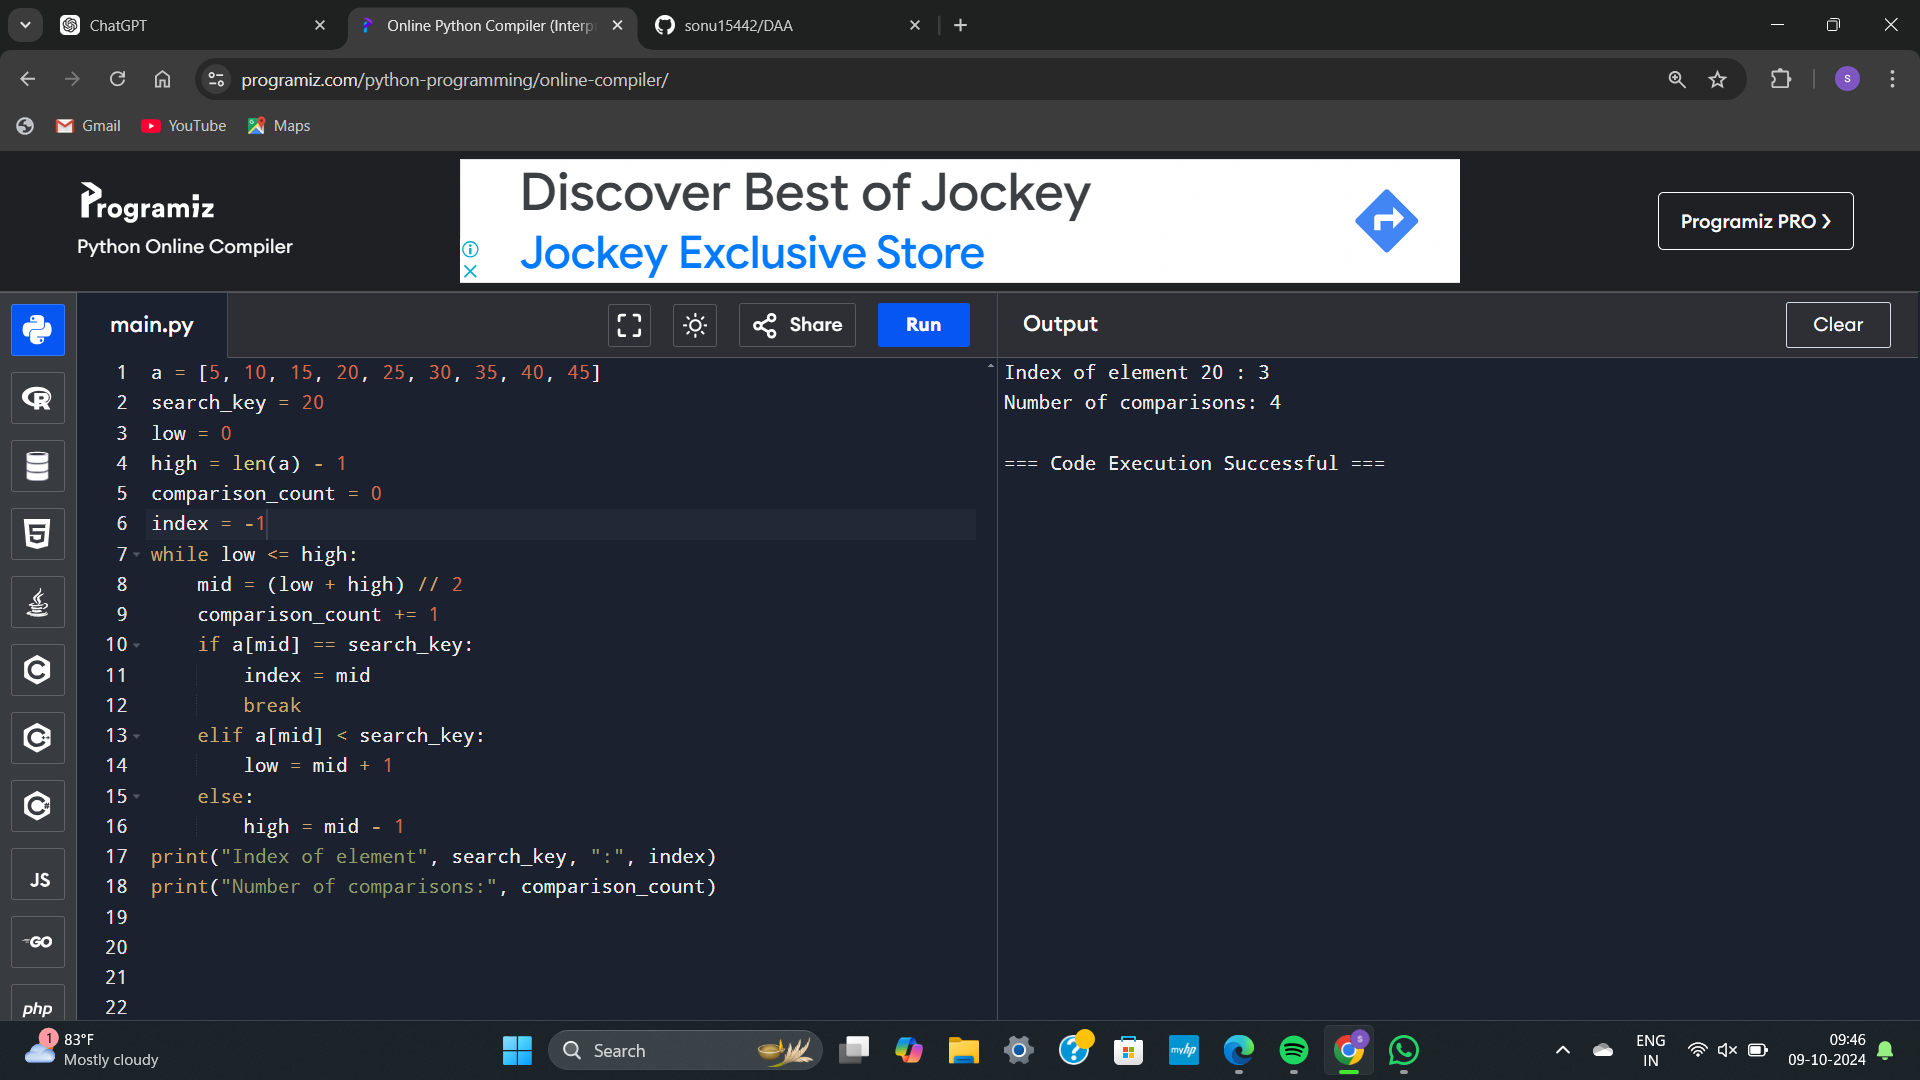 ChatGPT
Online Python Compiler (Interp
sonu15442/DAA
programiz.com/python-programming/online-compiler/
S
Gmail
YouTube
Maps
Programiz
Python Online Compiler
Discover Best of Jockey
Jockey Exclusive Store
Programiz PRO
main.py
Share
Run
Output
Clear
1 a = [5, 10, 15, 20, 25, 30, 35, 40, 45]
2 search_key = 20
3 low = 0
4 high = len(a) - 1
5 comparison_count = 0
6 index = -1
7 while low <= high:
8     mid = (low + high) // 2
9     comparison_count += 1
10     if a[mid] == search_key:
11         index = mid
12         break
13     elif a[mid] < search_key:
14         low = mid + 1
15     else:
16         high = mid - 1
17 print("Index of element", search_key, ":", index)
18 print("Number of comparisons:", comparison_count)
19
20
21
22
Index of element 20 : 3
Number of comparisons: 4
=== Code Execution Successful ===
R
5
C
C
C#
JS
GO
php
1
83°F
Mostly cloudy
Search
myhp
S
ENG
IN
09:46
09-10-2024